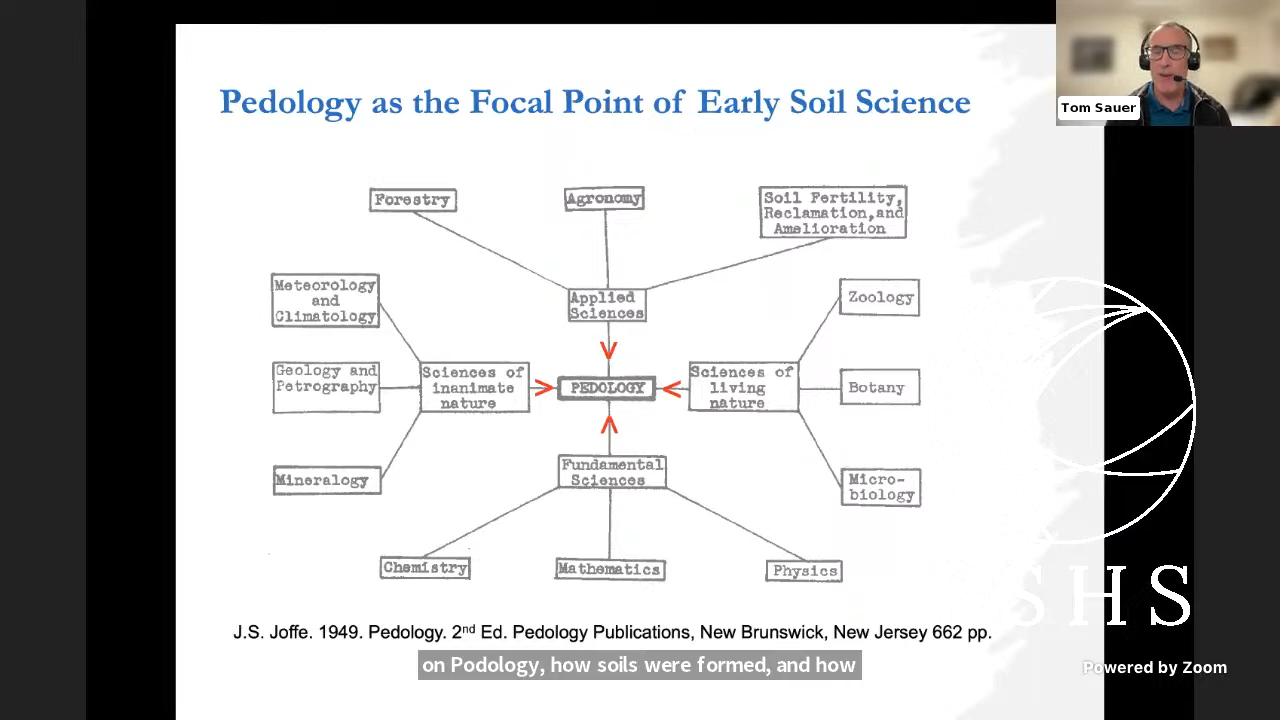 Pedology as the Focal Point of Early Soil Science
Tom Sauer
Forestry
Agronomy
Soil Fertility,
Reclamation,and
Amelioration
Meteorology
and
Climatology
Applied
Sciences
Zoology
Geology and
Petrography
Sciences of
inanimate
nature
PEDOLOGY
Sciences of
living
nature
Botany
Mineralogy
Fundamental
Sciences
Micro-
biology
Chemistry
Mathematics
Physics
SHS
J.S. Joffe. 1949. Pedology. 2nd Ed. Pedology Publications, New Brunswick, New Jersey 662 pp.
on Podology, how soils were formed, and how
Powered by Zoom